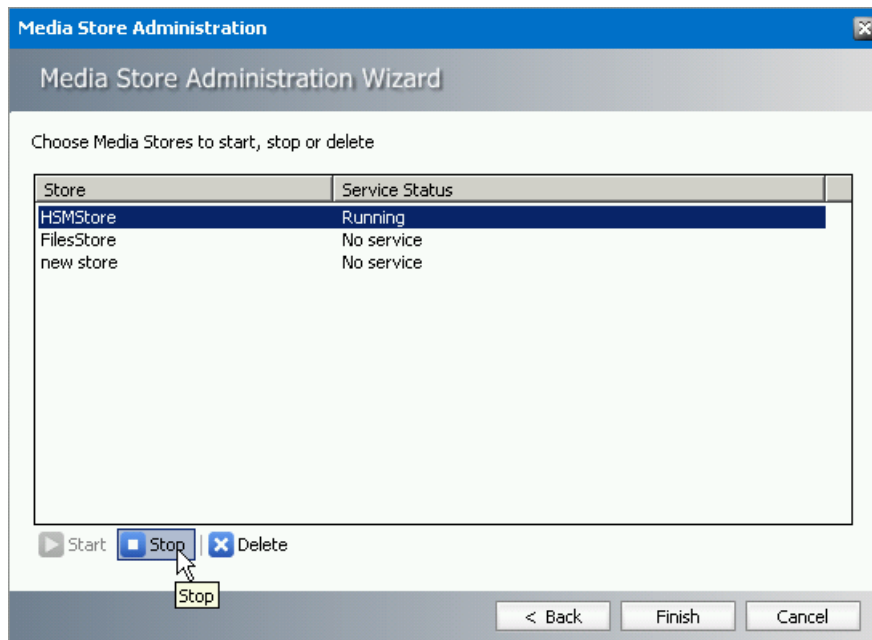 Media Store Administration
Media Store Administration Wizard
Choose Media Stores to start, stop or delete
Store Service Status
HSMStore Running
FilesStore No service
new store No service
Start Stop Delete
Stop
< Back Finish Cancel